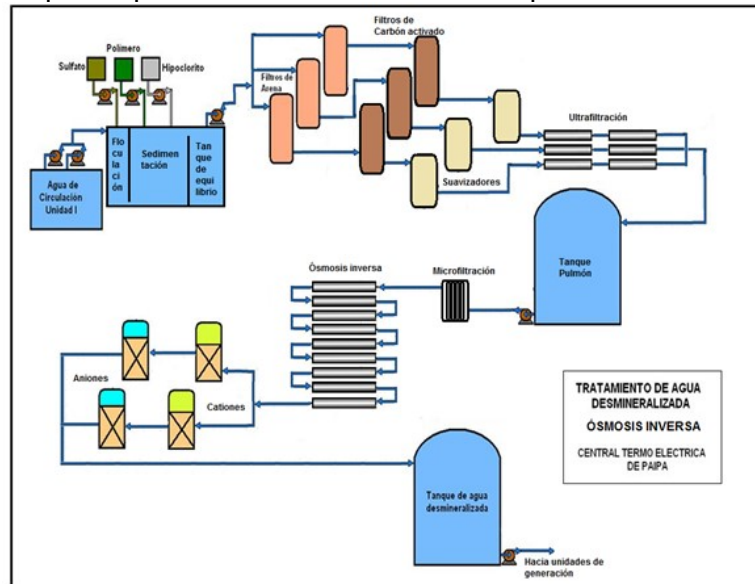 Polímero
Sulfato
Hipoclorito
Filtros de
Carbón activado
Filtros de
Arena
Flo
cu
la
ci
ón
Sedimen
tación
Tan
que
de equi
librio
Agua de
Circulación
Unidad I
Ultrafiltración
Suavizadores
Tanque
Pulmón
Ósmosis inversa
Microfiltración
Aniones
Cationes
TRATAMIENTO DE AGUA
DESMINERALIZADA
ÓSMOSIS INVERSA
CENTRAL TERMO ELECTRICA
DE PAIPA
Tanque de agua
desmineralizada
Hacia unidades de
generación